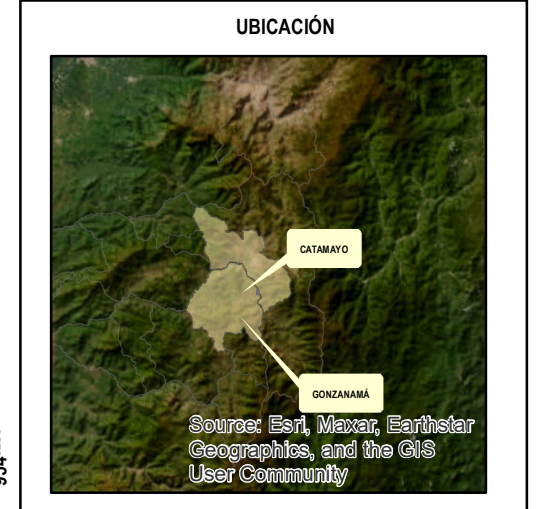 UBICACIÓN
CATAMAYO
GONZANAMÁ
Source: Esri, Maxar, Earthstar
Geographics, and the GIS
User Community